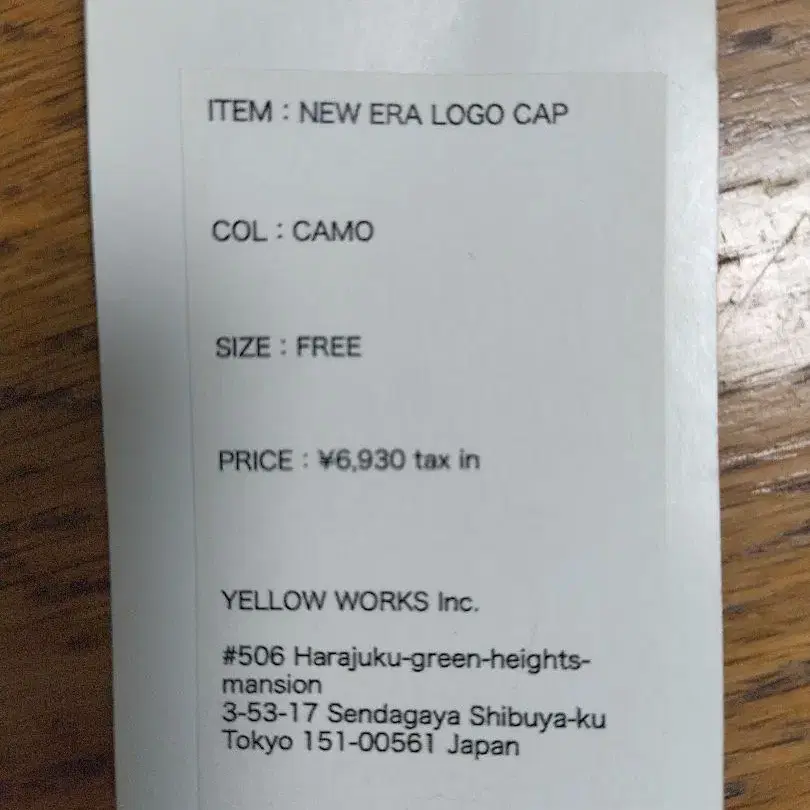 ITEM : NEW ERA LOGO CAP
COL : CAMO
SIZE : FREE
PRICE : ¥6,930 tax in
YELLOW WORKS Inc.
#506 Harajuku-green-heights-
mansion
3-53-17 Sendagaya Shibuya-ku
Tokyo 151-00561 Japan